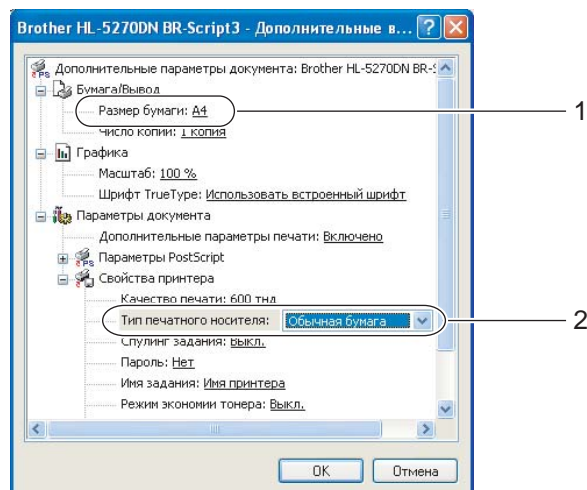 Brother HL-5270DN BR-Script3 - Дополнительные в...
Дополнительные параметры документа: Brother HL-5270DN BR-
Бумага/Вывод
Размер бумаги: A4
1
Число копий: 1 копия
Графика
Масштаб: 100 %
Шрифт TrueType: Использовать встроенный шрифт
Параметры документа
Дополнительные параметры печати: Включено
Параметры PostScript
Свойства принтера
Качество печати: 600 тнд
Тип печатного носителя: Обычная бумага
2
Спулинг задания: Выкл.
Пароль: Нет
Имя задания: Имя принтера
Режим экономии тонера: Выкл.
OK
Отмена